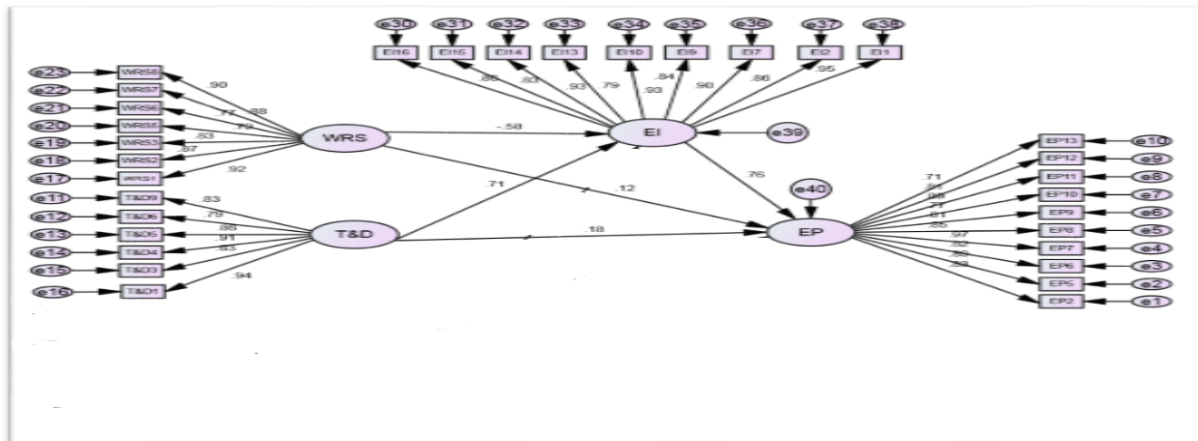 e30 e31 e32 e33 e34 e35 e36 e37 e38
EI16 EI15 EI14 EI13 EI10 EI9 EI7 EI2 EI1
.86 .83 .93 .79 .93 .84 .90 .86 .95
e23 WRS8 .90
e22 WRS7 .88
e21 WRS6 .77
e20 WRS5 .79
e19 WRS3 .83
e18 WRS2 .87
e17 WRS1 .92
WRS -.58 EI e39
.71 .12 .76 e40
e11 T&D9 .83
e12 T&D6 .79
e13 T&D5 .86
e14 T&D4 .91
e15 T&D3 .83
e16 T&D1 .94
T&D .18 EP
.71 EP13 e10
EP12 e9
EP11 e8
EP10 e7
EP9 e6
.85 EP8 e5
.97 EP7 e4
.82 EP6 e3
EP5 e2
EP2 e1